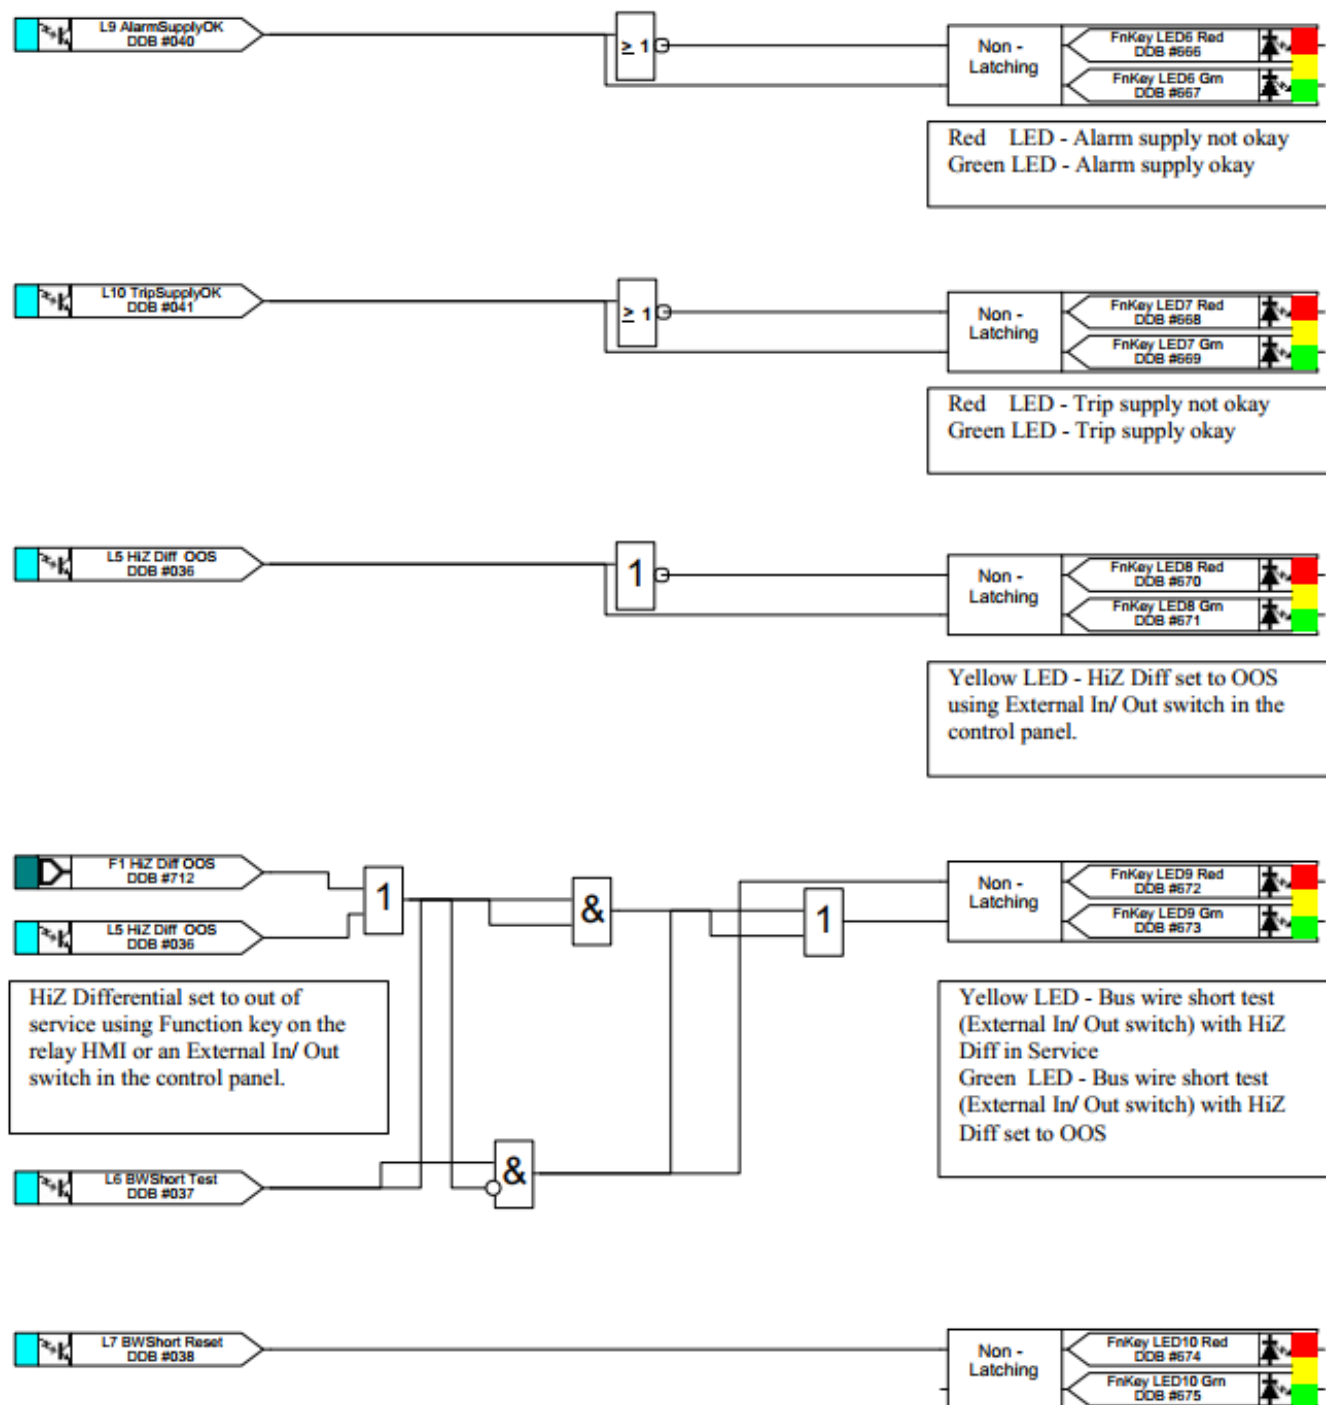 L9 AlarmSupplyOK
DDB #040
≥ 1
Non -
Latching
FnKey LED6 Red
DDB #666
FnKey LED6 Grn
DDB #667
Red LED - Alarm supply not okay
Green LED - Alarm supply okay
L10 TripSupplyOK
DDB #041
≥ 1
Non -
Latching
FnKey LED7 Red
DDB #668
FnKey LED7 Grn
DDB #669
Red LED - Trip supply not okay
Green LED - Trip supply okay
L5 HiZ Diff OOS
DDB #036
1
Non -
Latching
FnKey LED8 Red
DDB #670
FnKey LED8 Grn
DDB #671
Yellow LED - HiZ Diff set to OOS
using External In/ Out switch in the
control panel.
F1 HiZ Diff OOS
DDB #712
L5 HiZ Diff OOS
DDB #036
1
&
1
Non -
Latching
FnKey LED9 Red
DDB #672
FnKey LED9 Grn
DDB #673
HiZ Differential set to out of
service using Function key on the
relay HMI or an External In/ Out
switch in the control panel.
Yellow LED - Bus wire short test
(External In/ Out switch) with HiZ
Diff in Service
Green LED - Bus wire short test
(External In/ Out switch) with HiZ
Diff set to OOS
L6 BWShort Test
DDB #037
&
L7 BWShort Reset
DDB #038
Non -
Latching
FnKey LED10 Red
DDB #674
FnKey LED10 Grn
DDB #675